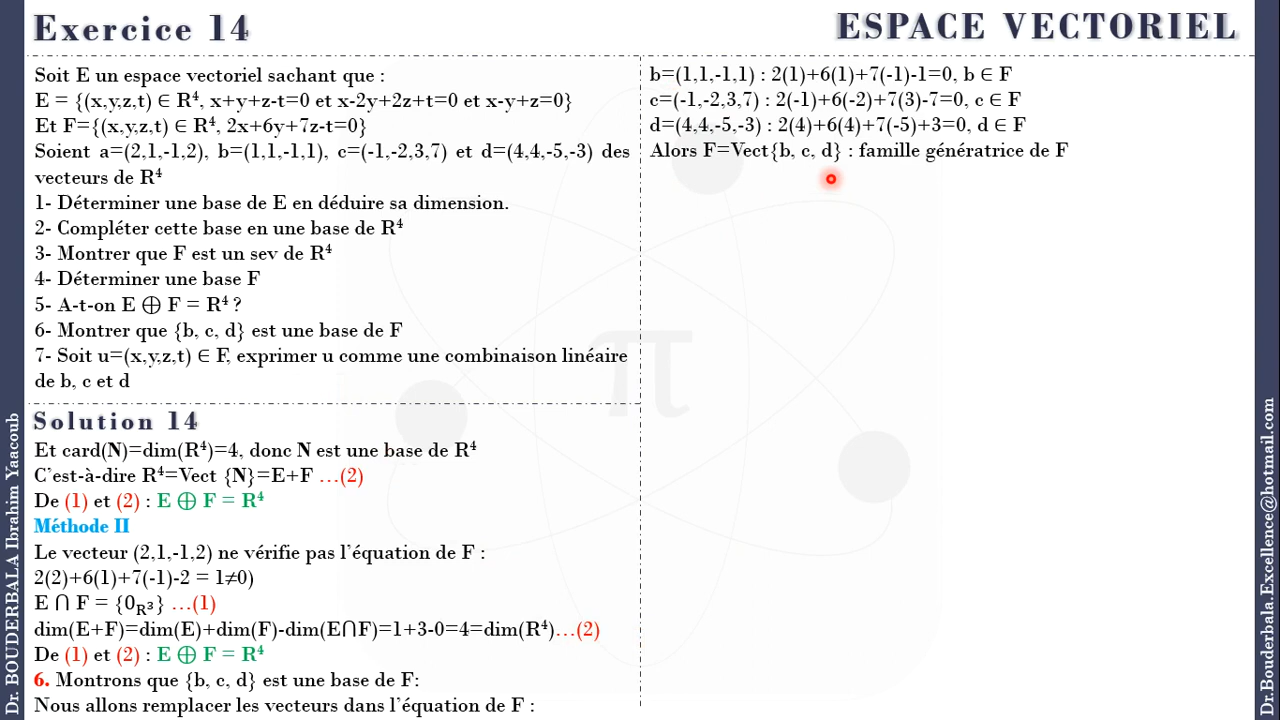 Exercice 14
ESPACE VECTORIEL
Soit E un espace vectoriel sachant que :
E = {(x,y,z,t) ∈ R⁴, x+y+z-t=0 et x-2y+2z+t=0 et x-y+z=0}
Et F={(x,y,z,t) ∈ R⁴, 2x+6y+7z-t=0}
Soient a=(2,1,-1,2), b=(1,1,-1,1), c=(-1,-2,3,7) et d=(4,4,-5,-3) des
vecteurs de R⁴
1- Déterminer une base de E en déduire sa dimension.
2- Compléter cette base en une base de R⁴
3- Montrer que F est un sev de R⁴
4- Déterminer une base F
5- A-t-on E ⊕ F = R⁴ ?
6- Montrer que {b, c, d} est une base de F
7- Soit u=(x,y,z,t) ∈ F, exprimer u comme une combinaison linéaire
de b, c et d
Solution 14
Et card(N)=dim(R⁴)=4, donc N est une base de R⁴
C'est-à-dire R⁴=Vect {N}=E+F …(2)
De (1) et (2) : E ⊕ F = R⁴
Méthode II
Le vecteur (2,1,-1,2) ne vérifie pas l'équation de F :
2(2)+6(1)+7(-1)-2 = 1≠0)
E ⋂ F = {0_R³} …(1)
dim(E+F)=dim(E)+dim(F)-dim(E⋂F)=1+3-0=4=dim(R⁴)…(2)
De (1) et (2) : E ⊕ F = R⁴
6. Montrons que {b, c, d} est une base de F:
Nous allons remplacer les vecteurs dans l'équation de F :
b=(1,1,-1,1) : 2(1)+6(1)+7(-1)-1=0, b ∈ F
c=(-1,-2,3,7) : 2(-1)+6(-2)+7(3)-7=0, c ∈ F
d=(4,4,-5,-3) : 2(4)+6(4)+7(-5)+3=0, d ∈ F
Alors F=Vect{b, c, d} : famille génératrice de F
π
Dr. BOUDERBALA Ibrahim Yaacoub
Dr.Bouderbala.Excellence@hotmail.com